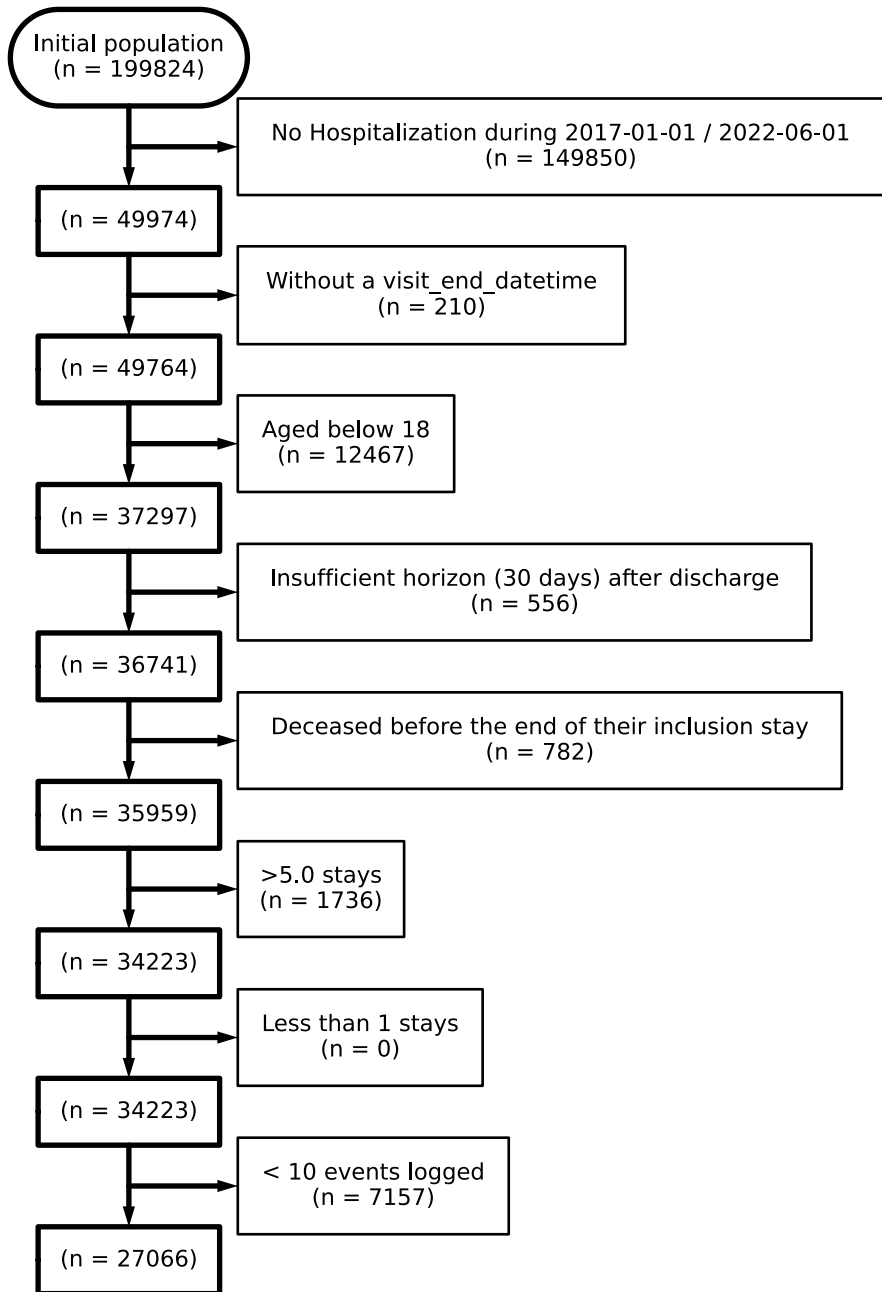 Initial population
(n = 199824)
No Hospitalization during 2017-01-01 / 2022-06-01
(n = 149850)
(n = 49974)
Without a visit_end_datetime
(n = 210)
(n = 49764)
Aged below 18
(n = 12467)
(n = 37297)
Insufficient horizon (30 days) after discharge
(n = 556)
(n = 36741)
Deceased before the end of their inclusion stay
(n = 782)
(n = 35959)
>5.0 stays
(n = 1736)
(n = 34223)
Less than 1 stays
(n = 0)
(n = 34223)
< 10 events logged
(n = 7157)
(n = 27066)